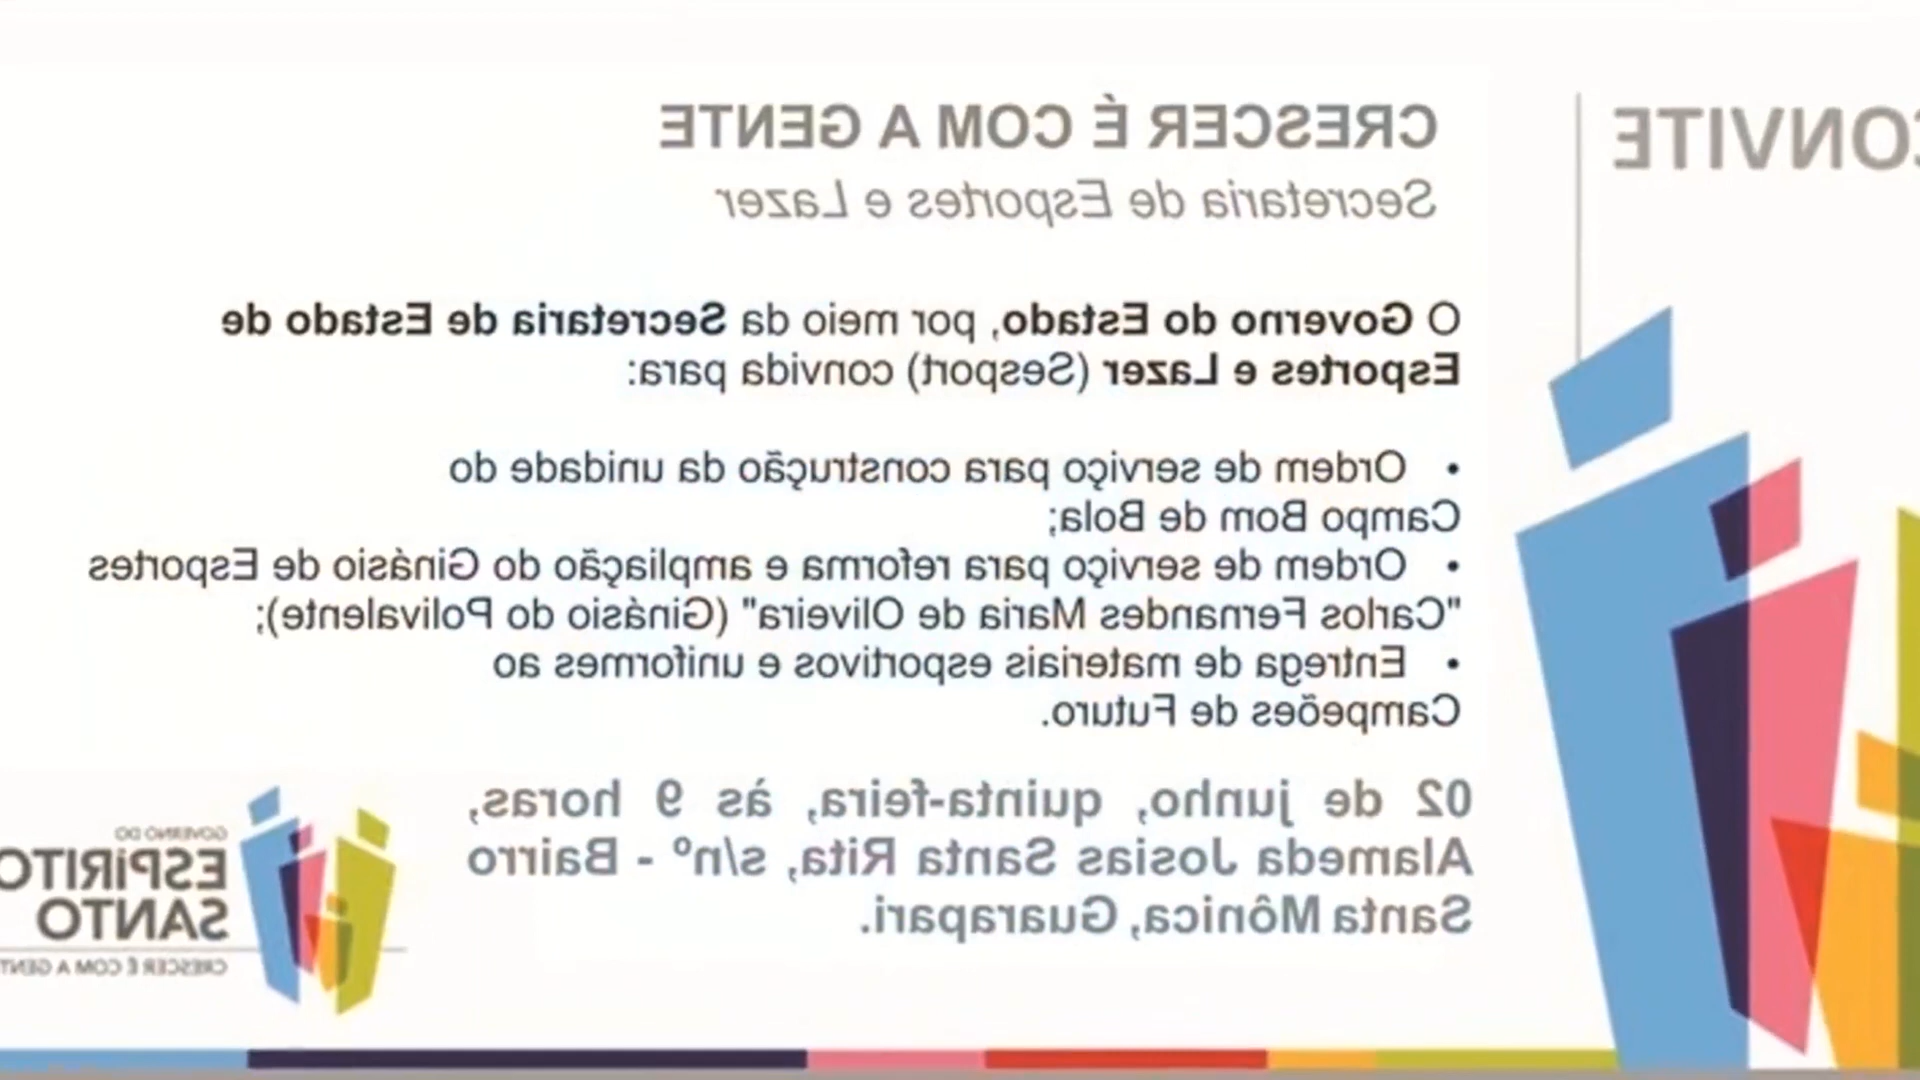 CONVITE
CRESCER É COM A GENTE
Secretaria de Esportes e Lazer
O Governo do Estado, por meio da Secretaria de Estado de
Esportes e Lazer (Sesport) convida para:
• Ordem de serviço para construção da unidade do
Campo Bom de Bola;
• Ordem de serviço para reforma e ampliação do Ginásio de Esportes
"Carlos Fernandes Maria de Oliveira" (Ginásio do Polivalente);
• Entrega de materiais esportivos e uniformes ao
Campeões de Futuro.
02 de junho, quinta-feira, às 9 horas,
Alameda Josias Santa Rita, s/nº - Bairro
Santa Mônica, Guarapari.
GOVERNO DO
ESPÍRITO
SANTO
CRESCER É COM A GENT